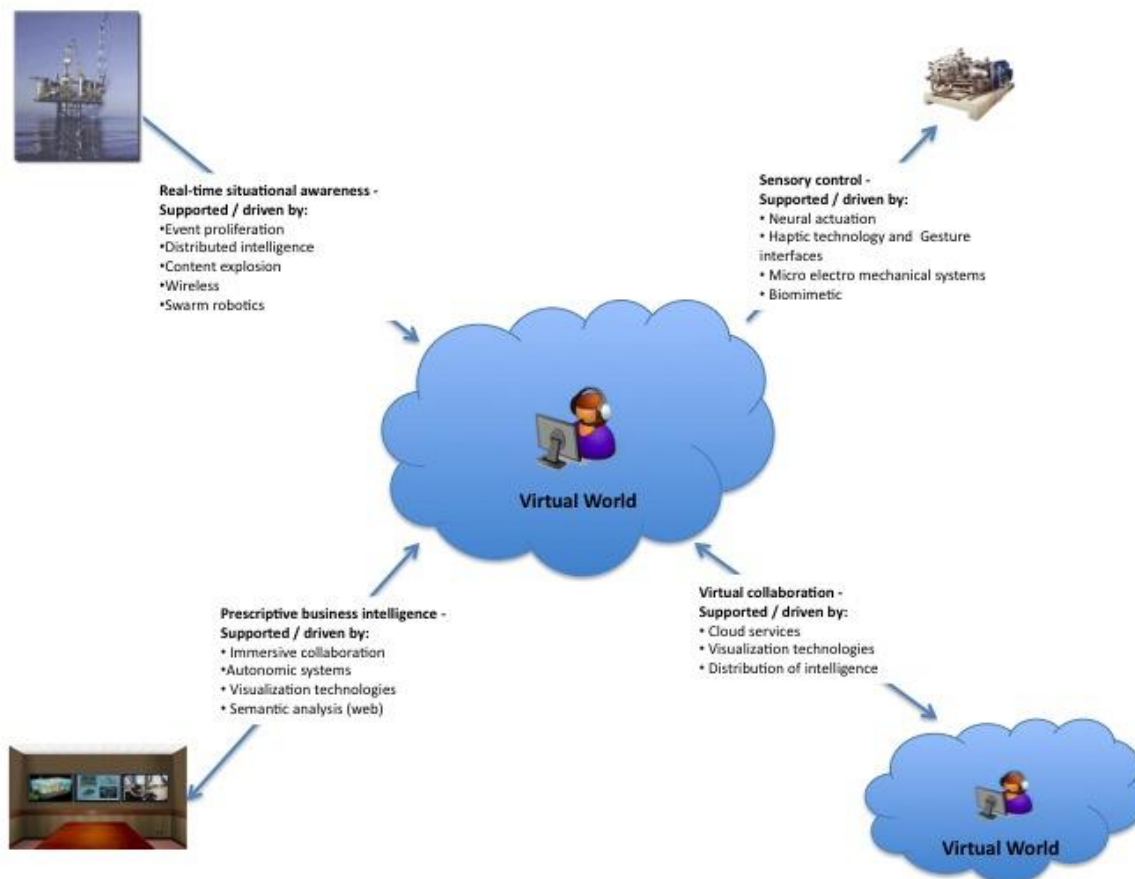 Real-time situational awareness -
Supported / driven by:
•Event proliferation
•Distributed intelligence
•Content explosion
•Wireless
•Swarm robotics
Sensory control -
Supported / driven by:
• Neural actuation
• Haptic technology and  Gesture
interfaces
• Micro electro mechanical systems
• Biomimetic
Virtual World
Prescriptive business intelligence -
Supported / driven by:
• Immersive collaboration
•Autonomic systems
• Visualization technologies
• Semantic analysis (web)
Virtual collaboration -
Supported / driven by:
• Cloud services
• Visualization technologies
• Distribution of intelligence
Virtual World